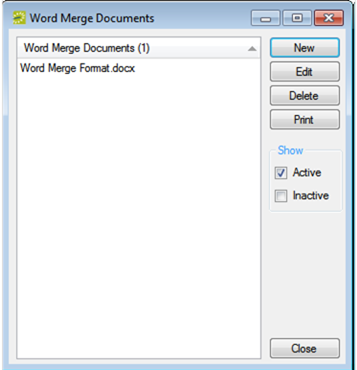 Word Merge Documents
Word Merge Documents (1)
Word Merge Format.docx
New
Edit
Delete
Print
Show
Active
Inactive
Close